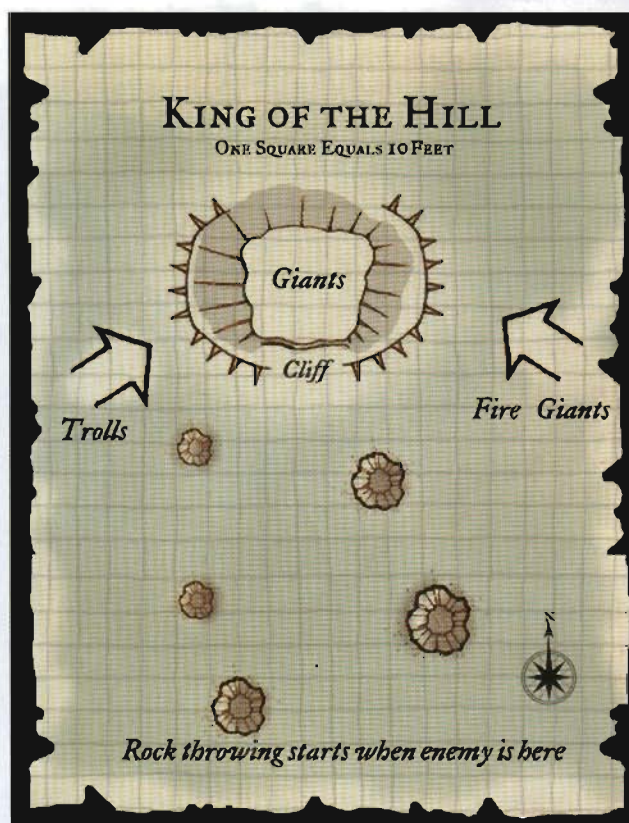 King of the Hill
One Square Equals 10 Feet
Giants
Cliff
Trolls
Fire Giants
N
Rock throwing starts when enemy is here